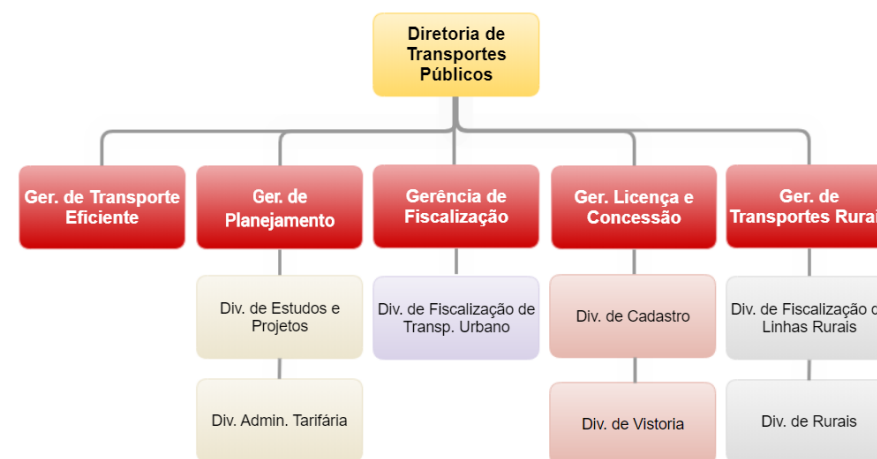 Diretoria de
Transportes
Públicos
Ger. de Transporte
Eficiente
Ger. de
Planejamento
Gerência de
Fiscalização
Ger. Licença e
Concessão
Ger. de
Transportes Rurai
Div. de Estudos e
Projetos
Div. de Fiscalização de
Transp. Urbano
Div. de Cadastro
Div. de Fiscalização
Linhas Rurais
Div. Admin. Tarifária
Div. de Vistoria
Div. de Rurais